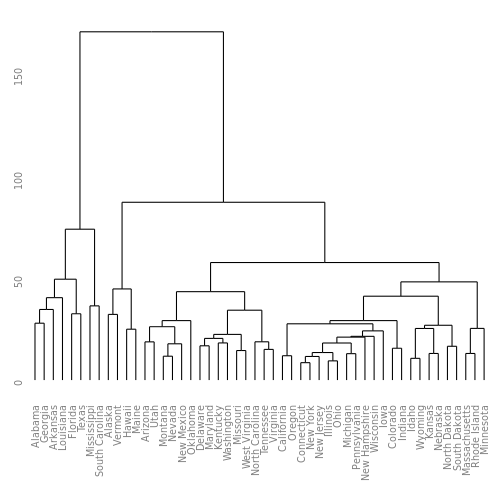 150
100
50
0
Alabama
Georgia
Arkansas
Louisiana
Florida
Texas
Mississippi
South Carolina
Alaska
Vermont
Hawaii
Maine
Arizona
Utah
Montana
Nevada
New Mexico
Oklahoma
Delaware
Maryland
Kentucky
Washington
Missouri
West Virginia
North Carolina
Tennessee
Virginia
California
Oregon
Connecticut
New York
New Jersey
Illinois
Ohio
Michigan
Pennsylvania
New Hampshire
Wisconsin
Iowa
Colorado
Indiana
Idaho
Wyoming
Kansas
Nebraska
North Dakota
South Dakota
Massachusetts
Rhode Island
Minnesota